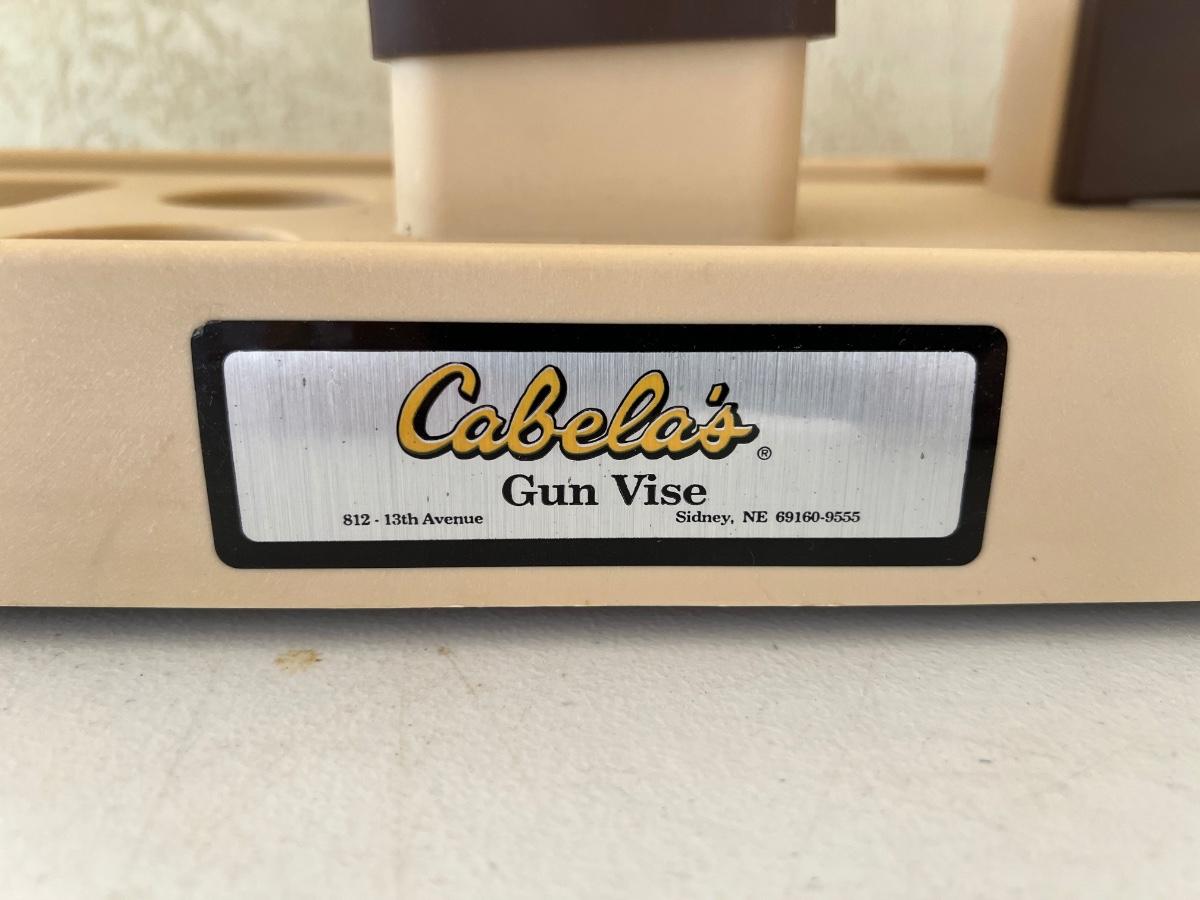 Cabela's®
Gun Vise
812 - 13th Avenue Sidney, NE 69160-9555